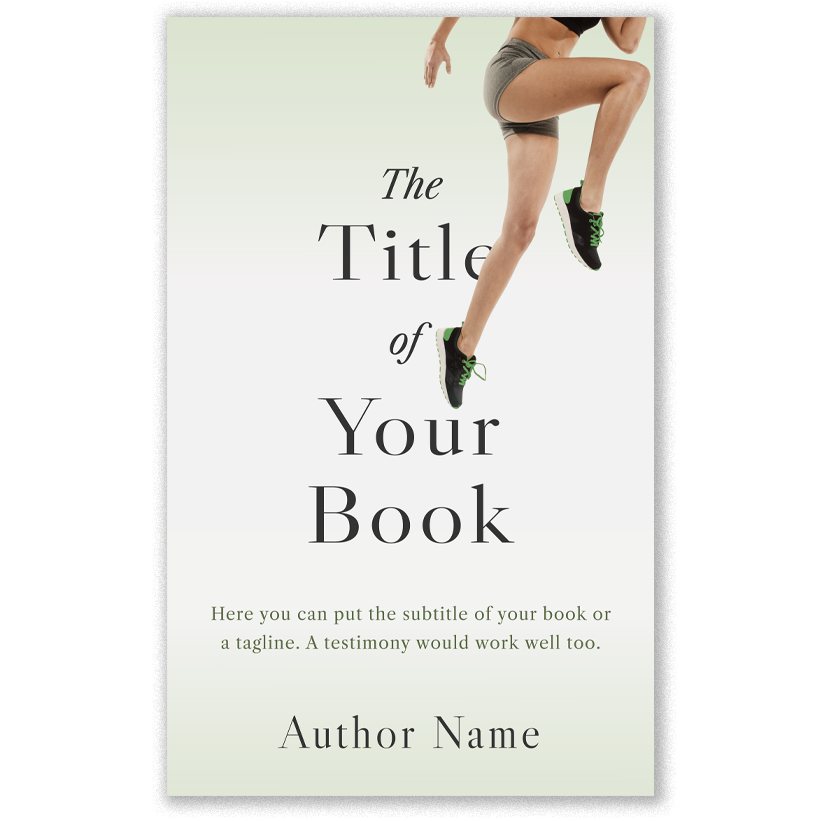 The
Title
of
Your
Book
Here you can put the subtitle of your book or
a tagline. A testimony would work well too.
Author Name